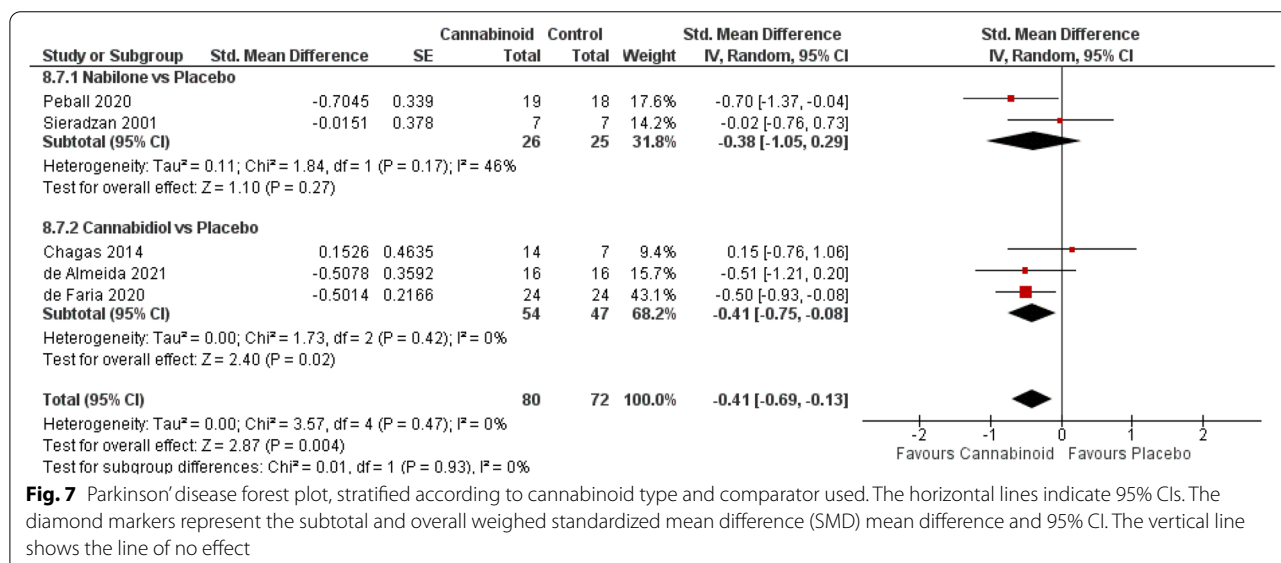 Cannabinoid Control Std. Mean Difference Std. Mean Difference
Study or Subgroup Std. Mean Difference SE Total Total Weight IV, Random, 95% CI IV, Random, 95% CI
8.7.1 Nabilone vs Placebo
Peball 2020 -0.7045 0.339 19 18 17.6% -0.70 [-1.37, -0.04]
Sieradzan 2001 -0.0151 0.378 7 7 14.2% -0.02 [-0.76, 0.73]
Subtotal (95% CI) 26 25 31.8% -0.38 [-1.05, 0.29]
Heterogeneity: Tau² = 0.11; Chi² = 1.84, df = 1 (P = 0.17); I² = 46%
Test for overall effect: Z = 1.10 (P = 0.27)
8.7.2 Cannabidiol vs Placebo
Chagas 2014 0.1526 0.4635 14 7 9.4% 0.15 [-0.76, 1.06]
de Almeida 2021 -0.5078 0.3592 16 16 15.7% -0.51 [-1.21, 0.20]
de Faria 2020 -0.5014 0.2166 24 24 43.1% -0.50 [-0.93, -0.08]
Subtotal (95% CI) 54 47 68.2% -0.41 [-0.75, -0.08]
Heterogeneity: Tau² = 0.00; Chi² = 1.73, df = 2 (P = 0.42); I² = 0%
Test for overall effect: Z = 2.40 (P = 0.02)
Total (95% CI) 80 72 100.0% -0.41 [-0.69, -0.13]
Heterogeneity: Tau² = 0.00; Chi² = 3.57, df = 4 (P = 0.47); I² = 0%
Test for overall effect: Z = 2.87 (P = 0.004)
Test for subgroup differences: Chi² = 0.01, df = 1 (P = 0.93), I² = 0%
-2 -1 0 1 2
Favours Cannabinoid Favours Placebo
Fig. 7 Parkinson' disease forest plot, stratified according to cannabinoid type and comparator used. The horizontal lines indicate 95% CIs. The
diamond markers represent the subtotal and overall weighed standardized mean difference (SMD) mean difference and 95% CI. The vertical line
shows the line of no effect